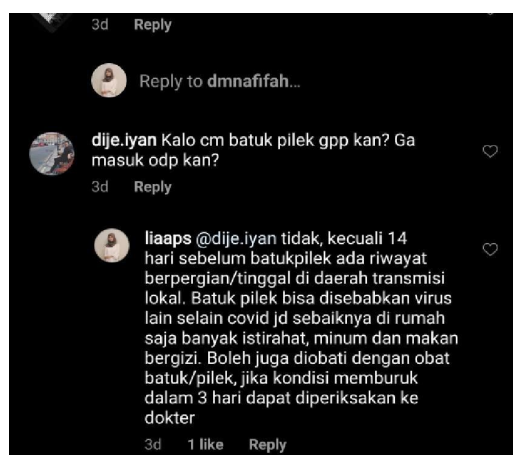 3d Reply
Reply to dmnafifah...
dije.iyan Kalo cm batuk pilek gpp kan? Ga
masuk odp kan?
3d Reply
liaaps @dije.iyan tidak, kecuali 14
hari sebelum batukpilek ada riwayat
berpergian/tinggal di daerah transmisi
lokal. Batuk pilek bisa disebabkan virus
lain selain covid jd sebaiknya di rumah
saja banyak istirahat, minum dan makan
bergizi. Boleh juga diobati dengan obat
batuk/pilek, jika kondisi memburuk
dalam 3 hari dapat diperiksakan ke
dokter
3d 1 like Reply